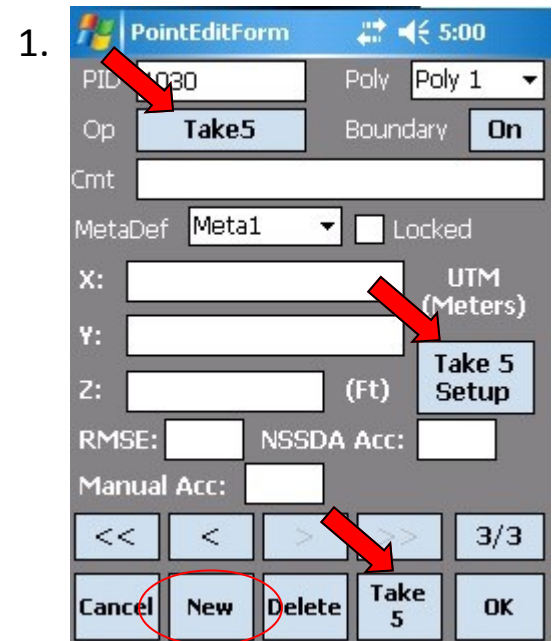 1.
PointEditForm 5:00
PID 1030 Poly Poly 1
Op Take5 Boundary On
Cmt
MetaDef Meta1 Locked
X: UTM
(Meters)
Y:
Take 5
Setup
Z: (Ft)
RMSE: NSSDA Acc:
Manual Acc:
<< < > >> 3/3
Cancel New Delete Take
5 OK